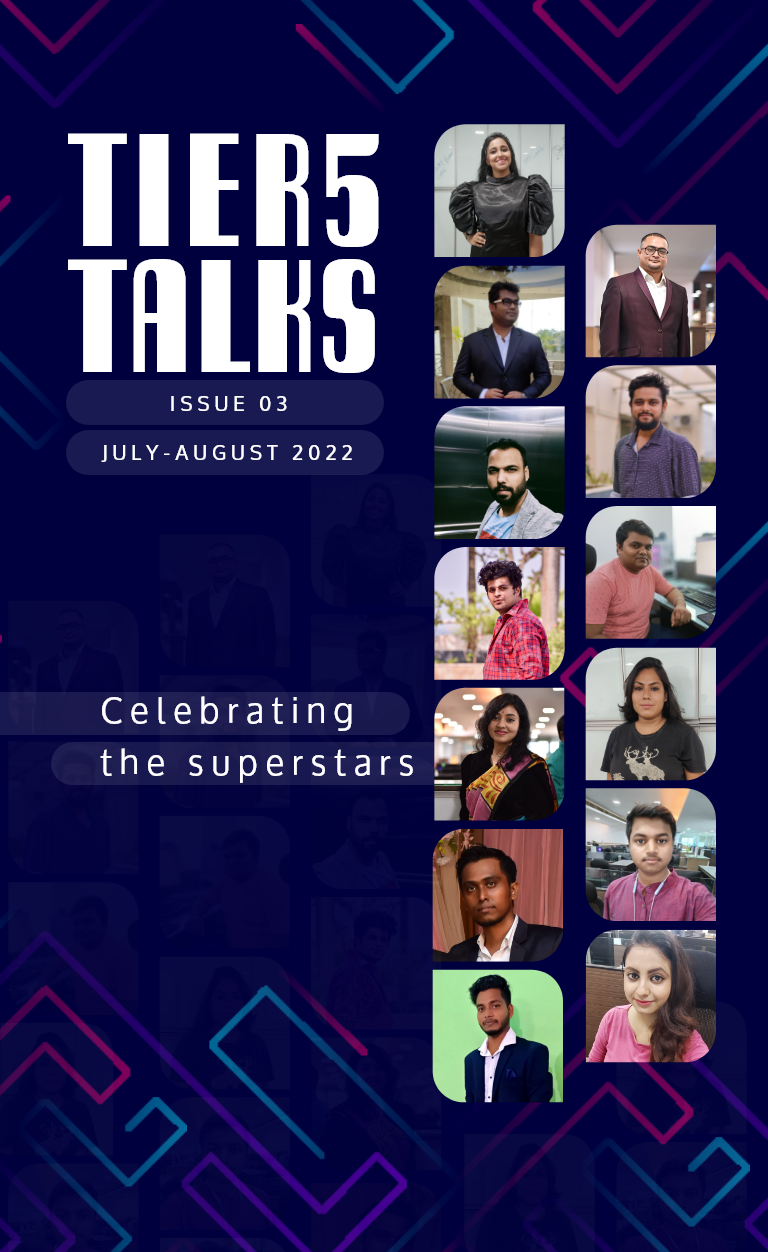 TIER5
TALKS
ISSUE 03
JULY-AUGUST 2022
Celebrating
the superstars